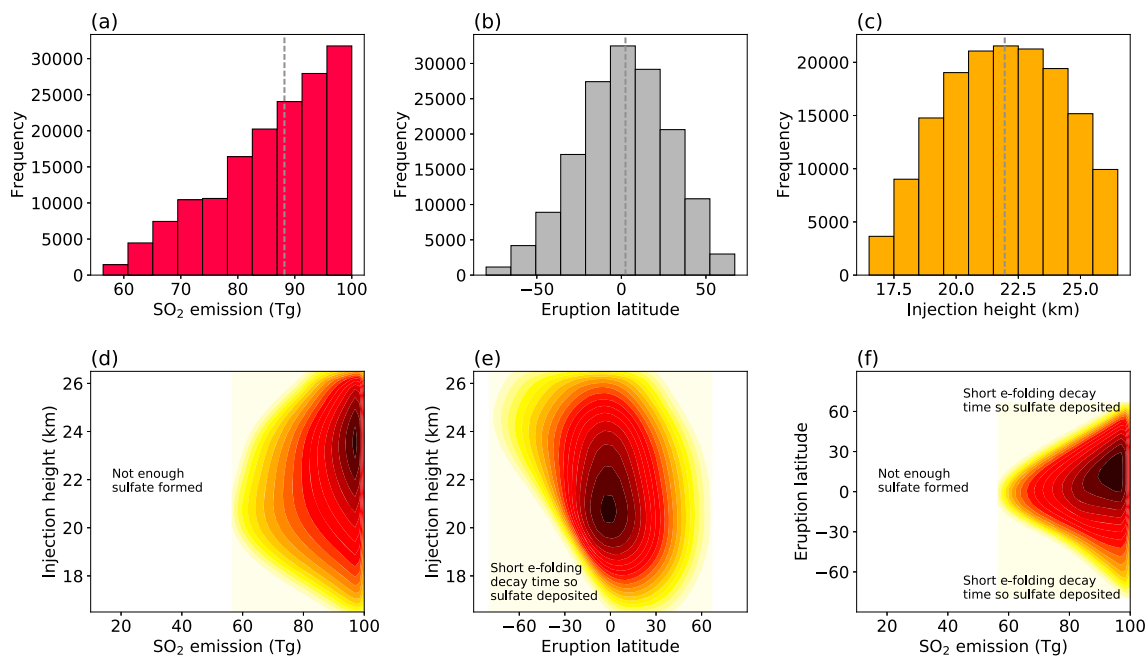 (a)
30000
25000
20000
15000
10000
5000
0
Frequency
60
70
80
90
100
SO₂ emission (Tg)
(b)
30000
25000
20000
15000
10000
5000
0
Frequency
−50
0
50
Eruption latitude
(c)
20000
15000
10000
5000
0
Frequency
17.5
20.0
22.5
25.0
Injection height (km)
(d)
26
24
22
20
18
Injection height (km)
Not enough
sulfate formed
20
40
60
80
100
SO₂ emission (Tg)
(e)
26
24
22
20
18
Injection height (km)
Short e-folding
decay time so
sulfate deposited
−60
−30
0
30
60
Eruption latitude
(f)
60
30
0
−30
−60
Eruption latitude
Short e-folding decay
time so sulfate deposited
Not enough
sulfate formed
Short e-folding decay
time so sulfate deposited
20
40
60
80
100
SO₂ emission (Tg)